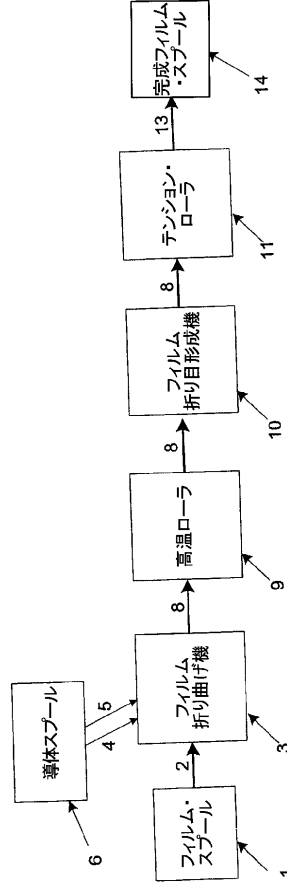 導体スプール
6
4
5
フィルム・
スプール
1
2
フィルム
折り曲げ機
3
8
高温ローラ
9
8
フィルム
折り目形成機
10
8
テンション・
ローラ
11
13
完成フィルム
・スプール
14